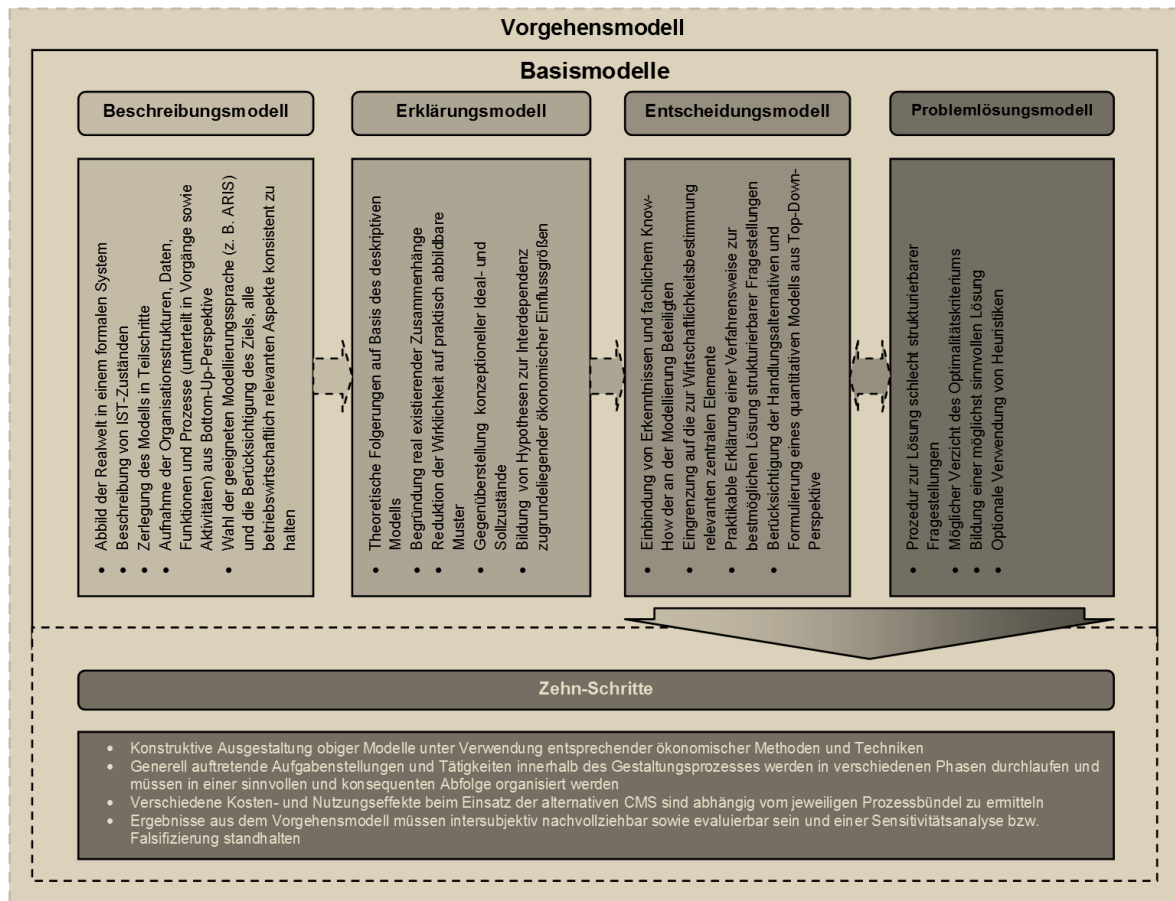 Vorgehensmodell
Basismodelle
Beschreibungsmodell
Erklärungsmodell
Entscheidungsmodell
Problemlösungsmodell
• Abbild der Realwelt in einem formalen System
• Beschreibung von IST-Zuständen
• Zerlegung des Modells in Teilschritte
• Aufnahme der Organisationsstrukturen, Daten,
Funktionen und Prozesse (unterteilt in Vorgänge sowie
Aktivitäten) aus Bottom-Up-Perspektive
• Wahl der geeigneten Modellierungssprache (z. B. ARIS)
und die Berücksichtigung des Ziels, alle
betriebswirtschaftlich relevanten Aspekte konsistent zu
halten
• Theoretische Folgerungen auf Basis des deskriptiven
Modells
• Begründung real existierender Zusammenhänge
• Reduktion der Wirklichkeit auf praktisch abbildbare
Muster
• Gegenüberstellung konzeptioneller Ideal- und
Sollzustände
• Bildung von Hypothesen zur Interdependenz
zugrundeliegender ökonomischer Einflussgrößen
• Einbindung von Erkenntnissen und fachlichem Know-
How der an der Modellierung Beteiligten
• Eingrenzung auf die zur Wirtschaftlichkeitsbestimmung
relevanten zentralen Elemente
• Praktikable Erklärung einer Verfahrensweise zur
bestmöglichen Lösung strukturierbarer Fragestellungen
• Berücksichtigung der Handlungsalternativen und
Formulierung eines quantitativen Modells aus Top-Down-
Perspektive
• Prozedur zur Lösung schlecht strukturierbarer
Fragestellungen
• Möglicher Verzicht des Optimalitätskriteriums
• Bildung einer möglichst sinnvollen Lösung
• Optionale Verwendung von Heuristiken
Zehn-Schritte
• Konstruktive Ausgestaltung obiger Modelle unter Verwendung entsprechender ökonomischer Methoden und Techniken
• Generell auftretende Aufgabenstellungen und Tätigkeiten innerhalb des Gestaltungsprozesses werden in verschiedenen Phasen durchlaufen und
müssen in einer sinnvollen und konsequenten Abfolge organisiert werden
• Verschiedene Kosten- und Nutzungseffekte beim Einsatz der alternativen CMS sind abhängig vom jeweiligen Prozessbündel zu ermitteln
• Ergebnisse aus dem Vorgehensmodell müssen intersubjektiv nachvollziehbar sowie evaluierbar sein und einer Sensitivitätsanalyse bzw.
Falsifizierung standhalten